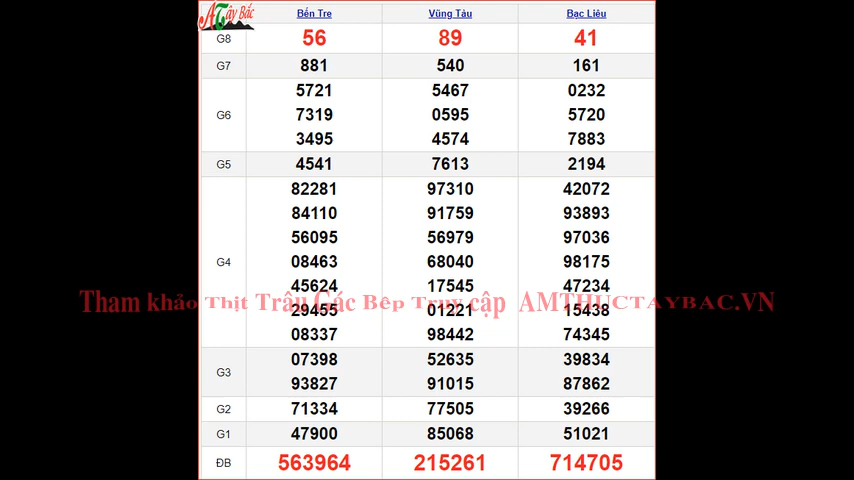 ATây Bắc
Bến Tre Vũng Tàu Bạc Liêu
G8 56 89 41
G7 881 540 161
5721 5467 0232
G6 7319 0595 5720
3495 4574 7883
G5 4541 7613 2194
82281 97310 42072
84110 91759 93893
56095 56979 97036
G4 08463 68040 98175
45624 17545 47234
Tham khảo Thịt Trâu Gác Bếp Truy cập AMTHUCTAYBAC.VN
29455 01221 15438
08337 98442 74345
07398 52635 39834
G3
93827 91015 87862
G2 71334 77505 39266
G1 47900 85068 51021
ĐB 563964 215261 714705